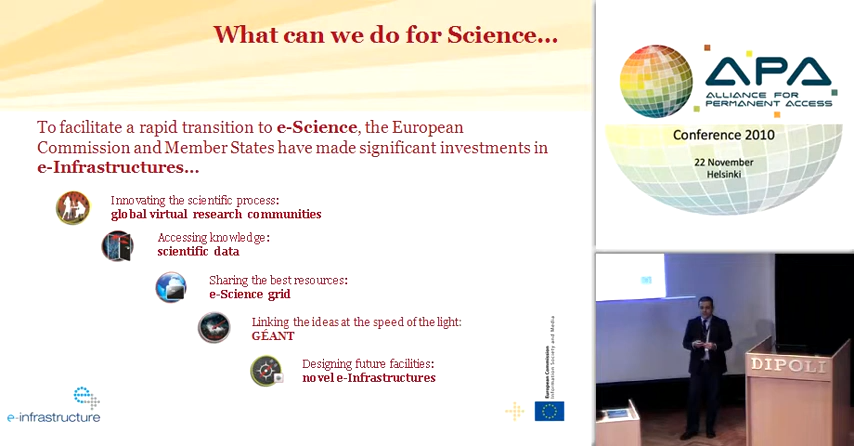 What can we do for Science...
To facilitate a rapid transition to e-Science, the European
Commission and Member States have made significant investments in
e-Infrastructures...
Innovating the scientific process:
global virtual research communities
Accessing knowledge:
scientific data
Sharing the best resources:
e-Science grid
Linking the ideas at the speed of the light:
GÉANT
Designing future facilities:
novel e-Infrastructures
e-infrastructure
European Commission
Information Society and Media
APA
ALLIANCE FOR
PERMANENT ACCESS
Conference 2010
22 November
Helsinki
DIPOLI